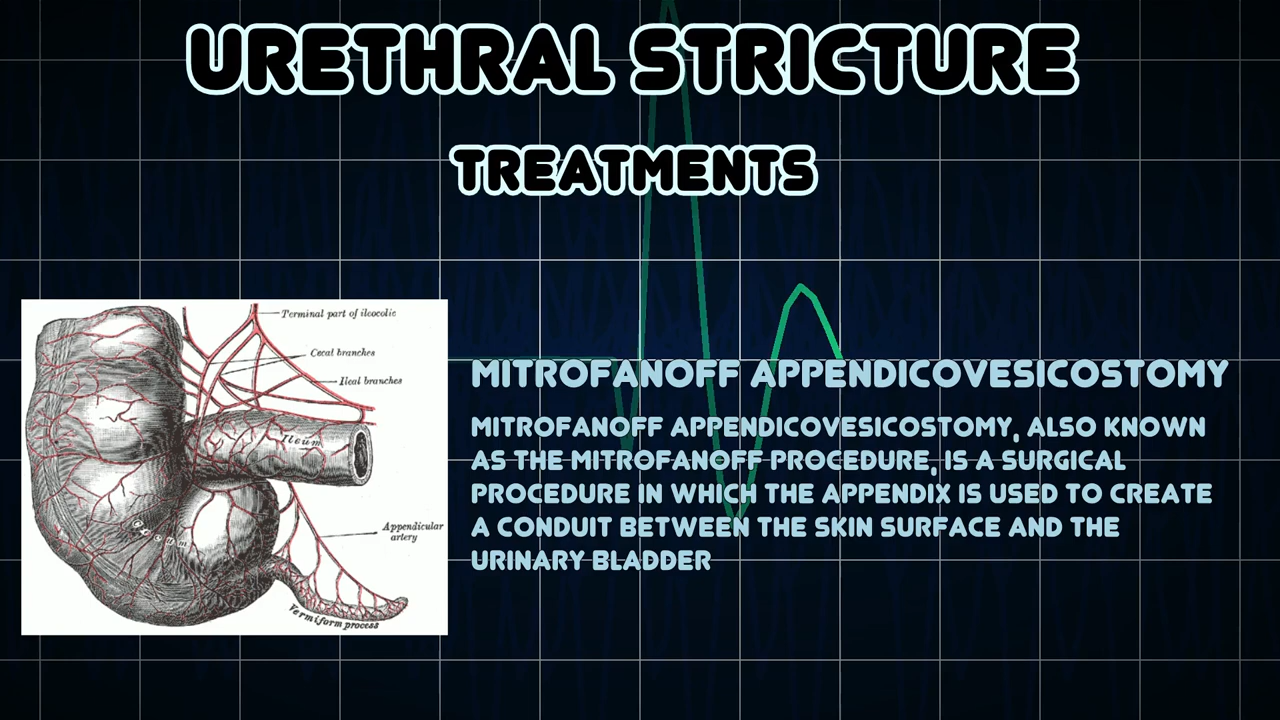 URETHRAL STRICTURE
TREATMENTS
Terminal part of ileocolic
Cecal branches
Ileal branches
Ileum
Cecum
Appendicular
artery
Vermiform process
MITROFANOFF APPENDICOVESICOSTOMY
MITROFANOFF APPENDICOVESICOSTOMY, ALSO KNOWN
AS THE MITROFANOFF PROCEDURE, IS A SURGICAL
PROCEDURE IN WHICH THE APPENDIX IS USED TO CREATE
A CONDUIT BETWEEN THE SKIN SURFACE AND THE
URINARY BLADDER